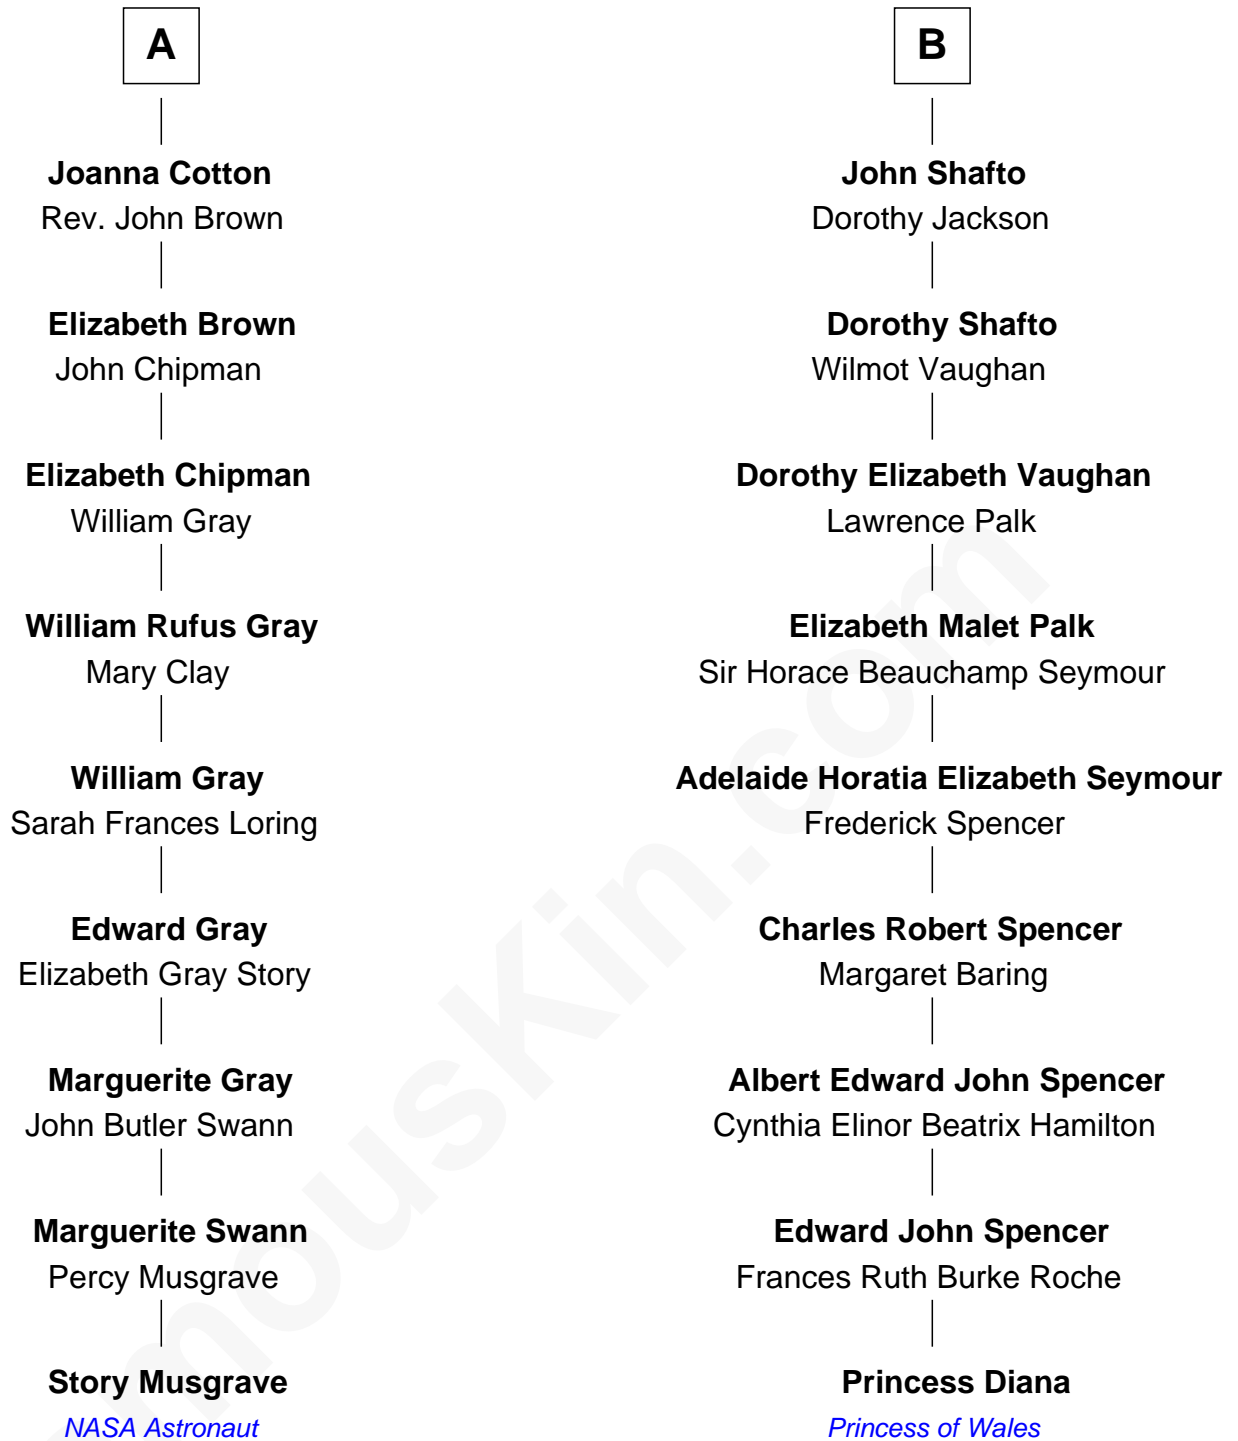 A
Joanna Cotton
Rev. John Brown
Elizabeth Brown
John Chipman
Elizabeth Chipman
William Gray
William Rufus Gray
Mary Clay
William Gray
Sarah Frances Loring
Edward Gray
Elizabeth Gray Story
Marguerite Gray
John Butler Swann
Marguerite Swann
Percy Musgrave
Story Musgrave
NASA Astronaut
B
John Shafto
Dorothy Jackson
Dorothy Shafto
Wilmot Vaughan
Dorothy Elizabeth Vaughan
Lawrence Palk
Elizabeth Malet Palk
Sir Horace Beauchamp Seymour
Adelaide Horatia Elizabeth Seymour
Frederick Spencer
Charles Robert Spencer
Margaret Baring
Albert Edward John Spencer
Cynthia Elinor Beatrix Hamilton
Edward John Spencer
Frances Ruth Burke Roche
Princess Diana
Princess of Wales
mousKin.com